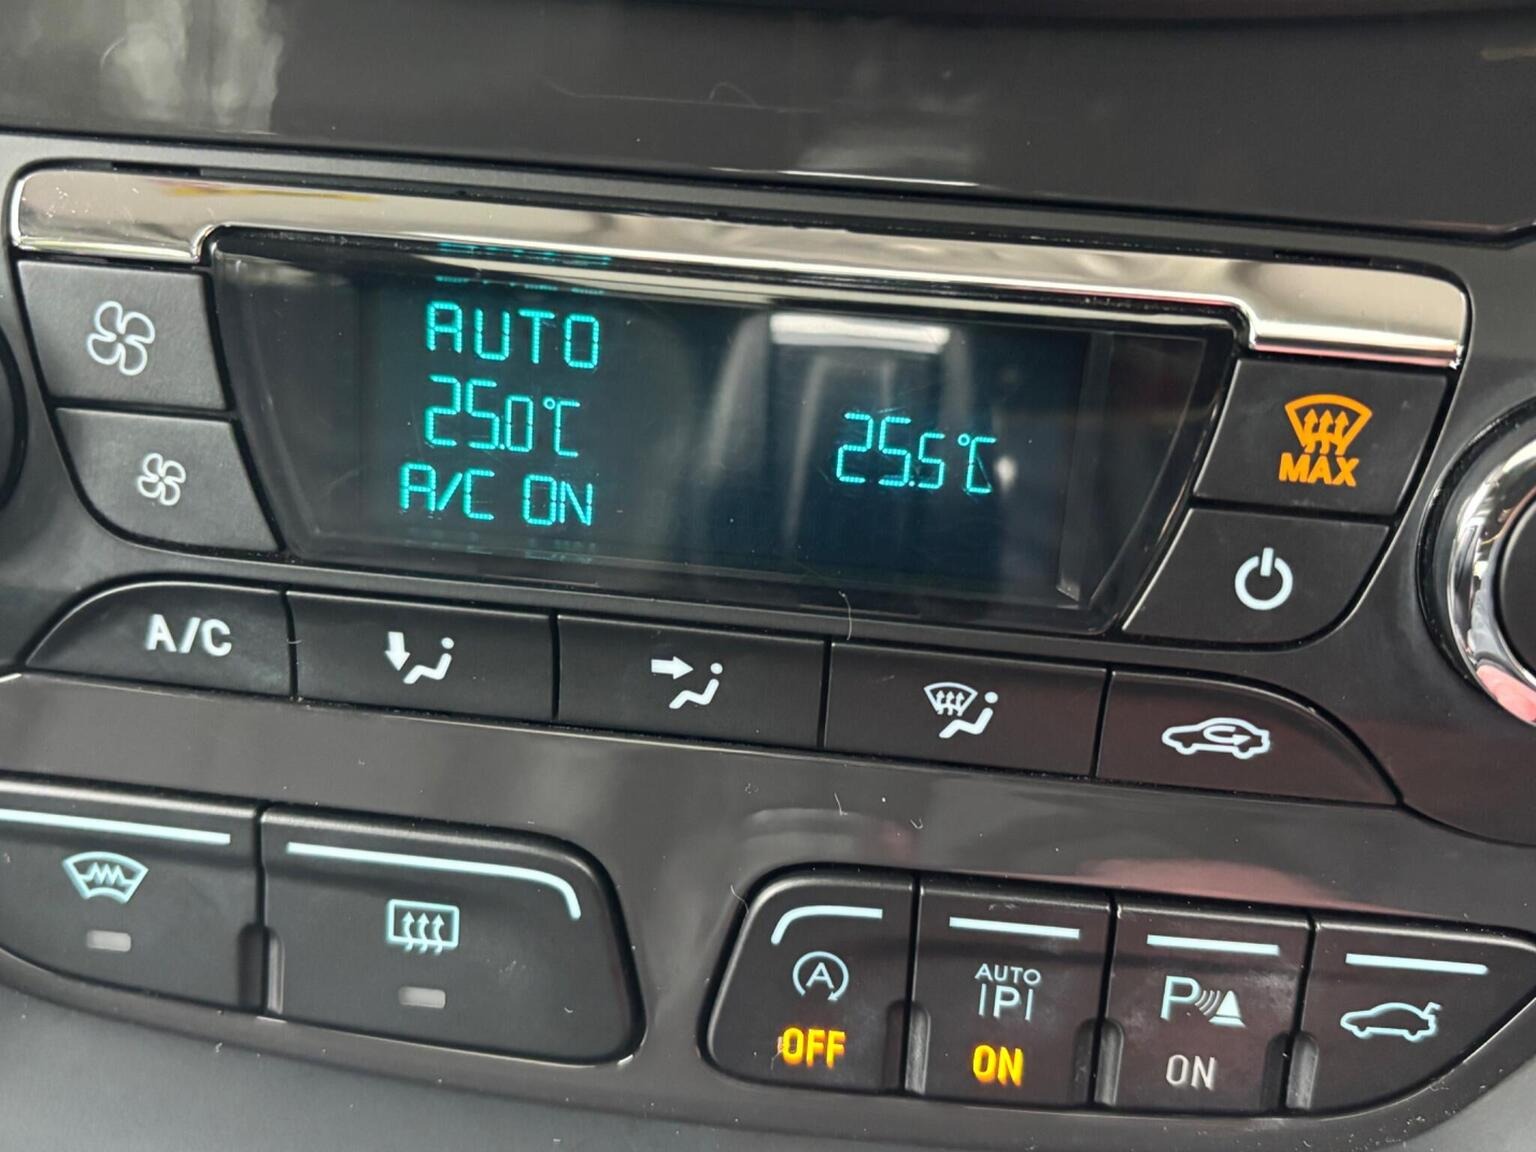 AUTO
25.0°C
25.5°C
A/C ON
MAX
A/C
A
OFF
AUTO
P
ON
P
ON